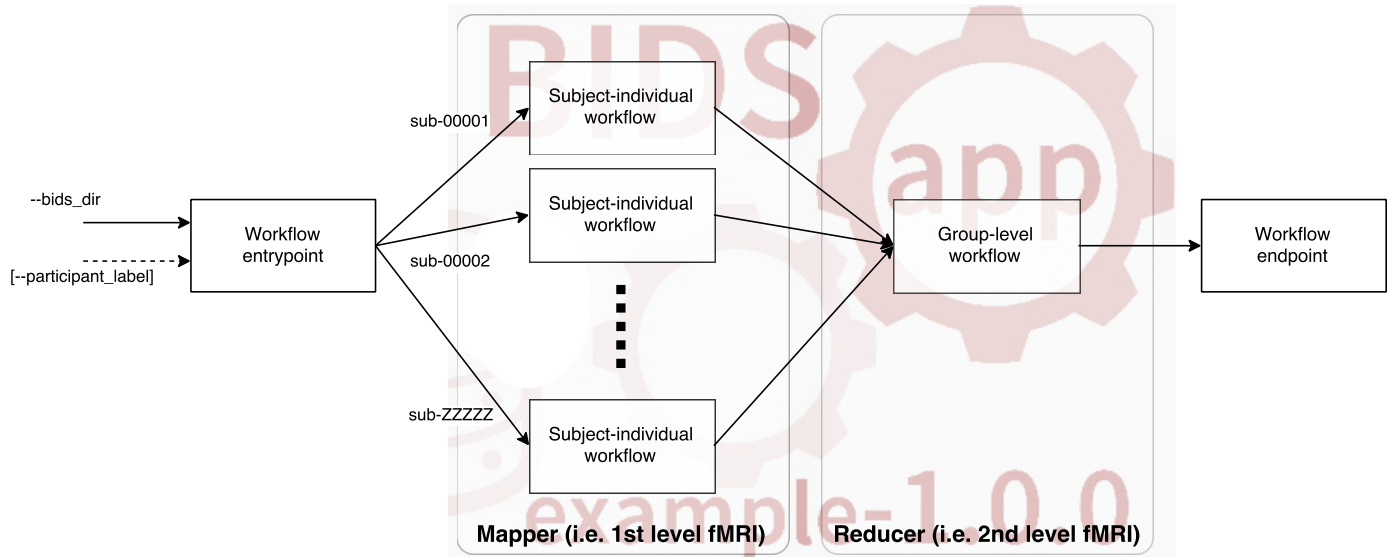 BIDS
app
example-1.0.0
--bids_dir
[--participant_label]
Workflow
entrypoint
sub-00001
sub-00002
sub-ZZZZZ
Subject-individual
workflow
Subject-individual
workflow
Subject-individual
workflow
Group-level
workflow
Workflow
endpoint
Mapper (i.e. 1st level fMRI)
Reducer (i.e. 2nd level fMRI)